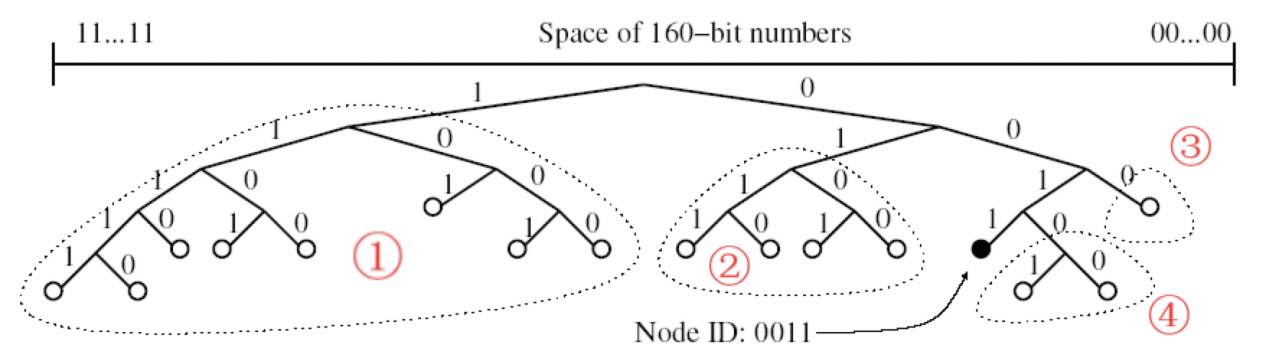 11...11 Space of 160−bit numbers 00...00
1 0
1 0 1 0
1 0 1 0 1 0 1 0 ③
1 0 1 0 1 0 1 0 1 0 1 0
1 0 ① ② 1 0
④
Node ID: 0011